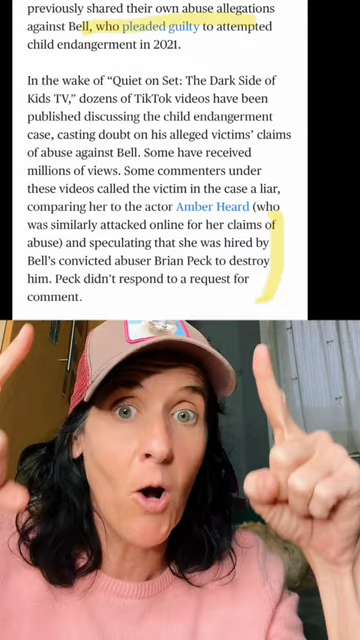 previously shared their own abuse allegations
against Bell, who pleaded guilty to attempted
child endangerment in 2021.
In the wake of “Quiet on Set: The Dark Side of
Kids TV,” dozens of TikTok videos have been
published discussing the child endangerment
case, casting doubt on his alleged victims’ claims
of abuse against Bell. Some have received
millions of views. Some commenters under
these videos called the victim in the case a liar,
comparing her to the actor Amber Heard (who
was similarly attacked online for her claims of
abuse) and speculating that she was hired by
Bell’s convicted abuser Brian Peck to destroy
him. Peck didn’t respond to a request for
comment.